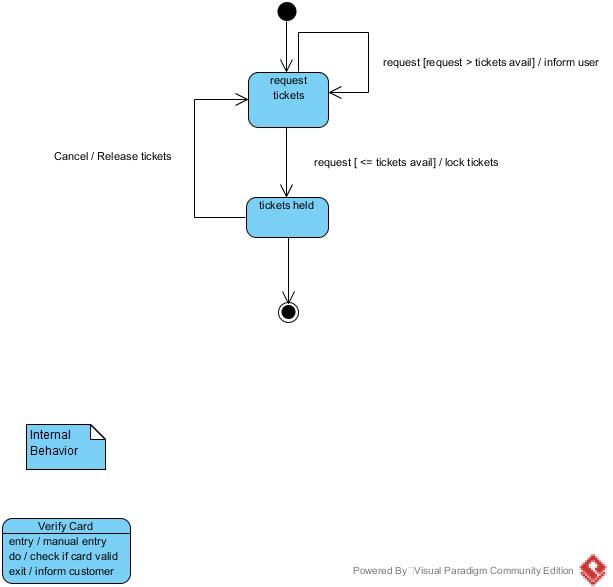 request
tickets
request [request > tickets avail] / inform user
Cancel / Release tickets
request [ <= tickets avail] / lock tickets
tickets held
Internal
Behavior
Verify Card
entry / manual entry
do / check if card valid
exit / inform customer
Powered By Visual Paradigm Community Edition